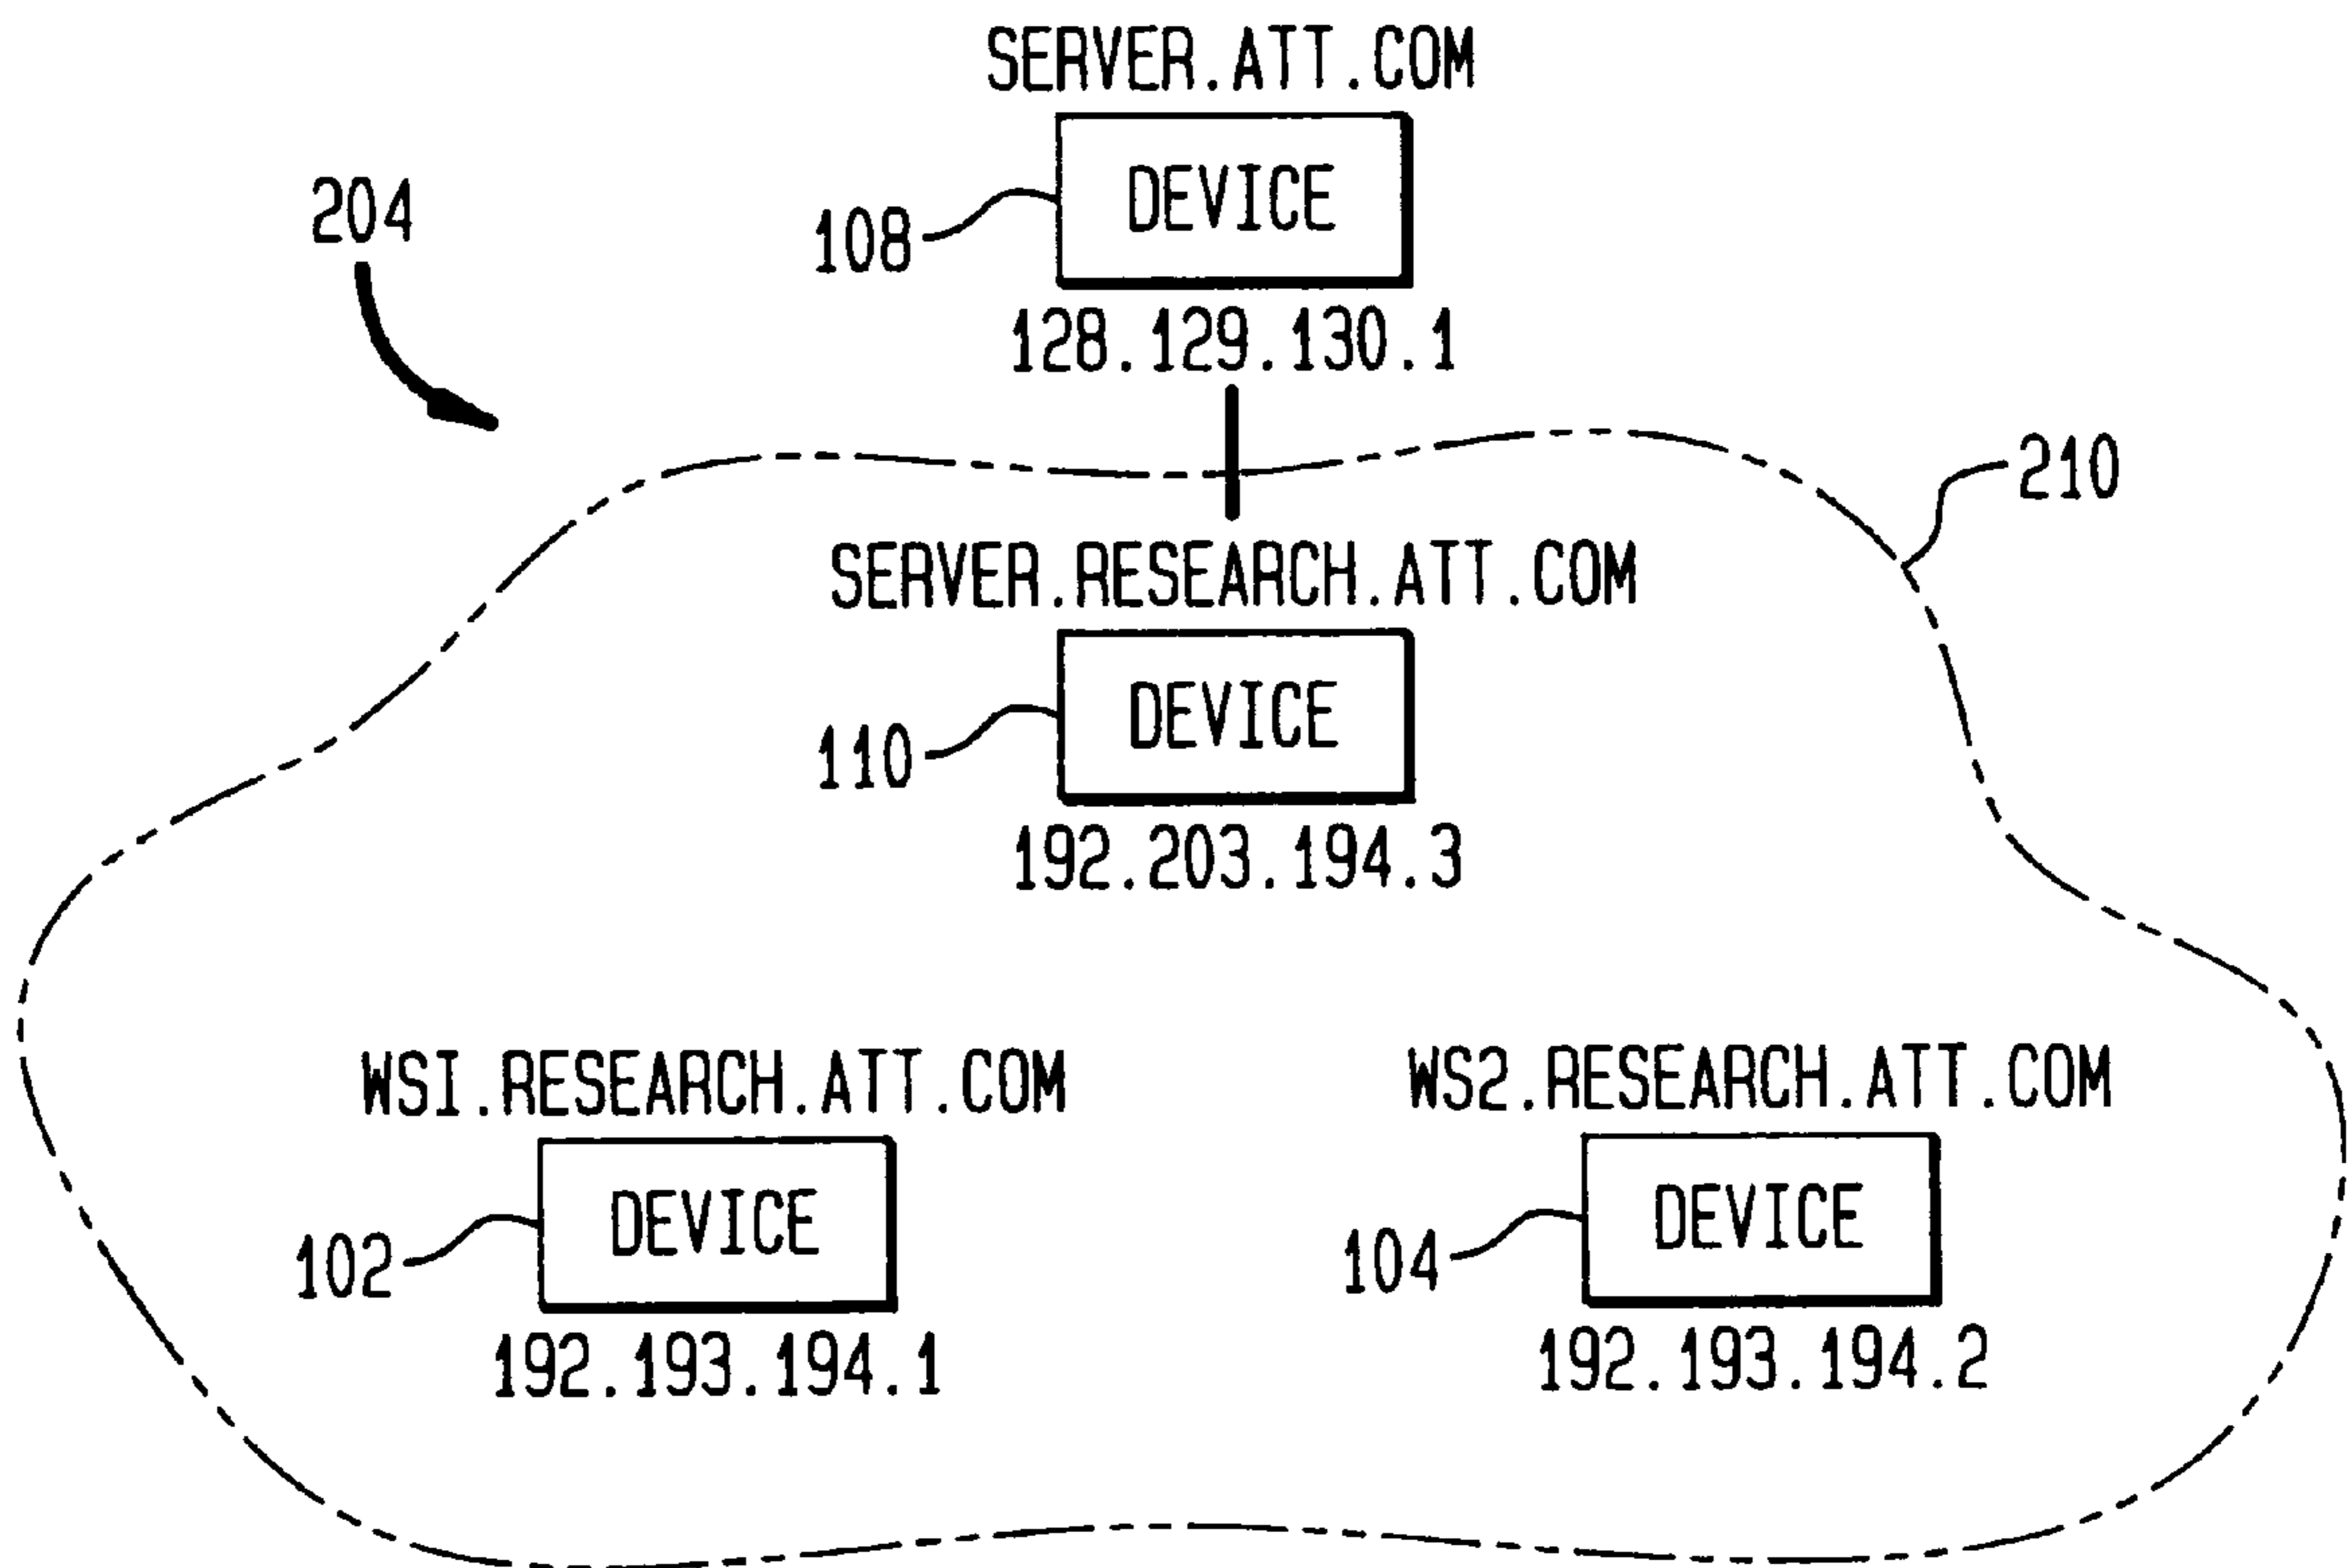 SERVER.ATT.COM
DEVICE
204
108
128.129.130.1
210
SERVER.RESEARCH.ATT.COM
DEVICE
110
192.203.194.3
WSI.RESEARCH.ATT.COM
WS2.RESEARCH.ATT.COM
DEVICE
DEVICE
102
104
192.193.194.1
192.193.194.2